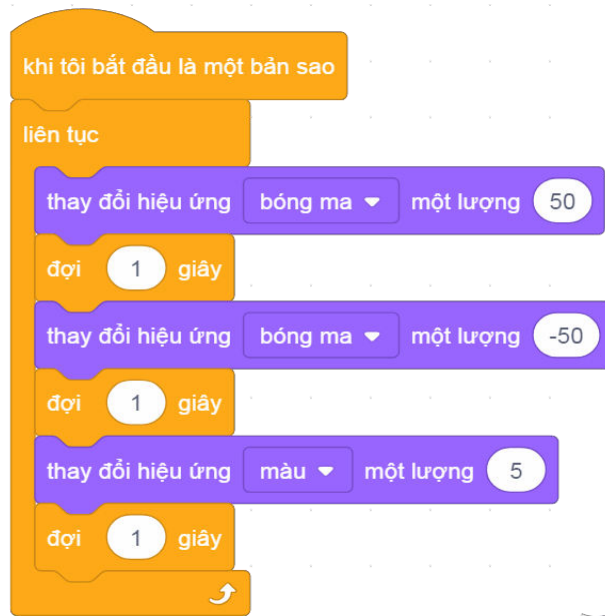 khi tôi bắt đầu là một bản sao
liên tục
thay đổi hiệu ứng bóng ma một lượng 50
đợi 1 giây
thay đổi hiệu ứng bóng ma một lượng -50
đợi 1 giây
thay đổi hiệu ứng màu một lượng 5
đợi 1 giây